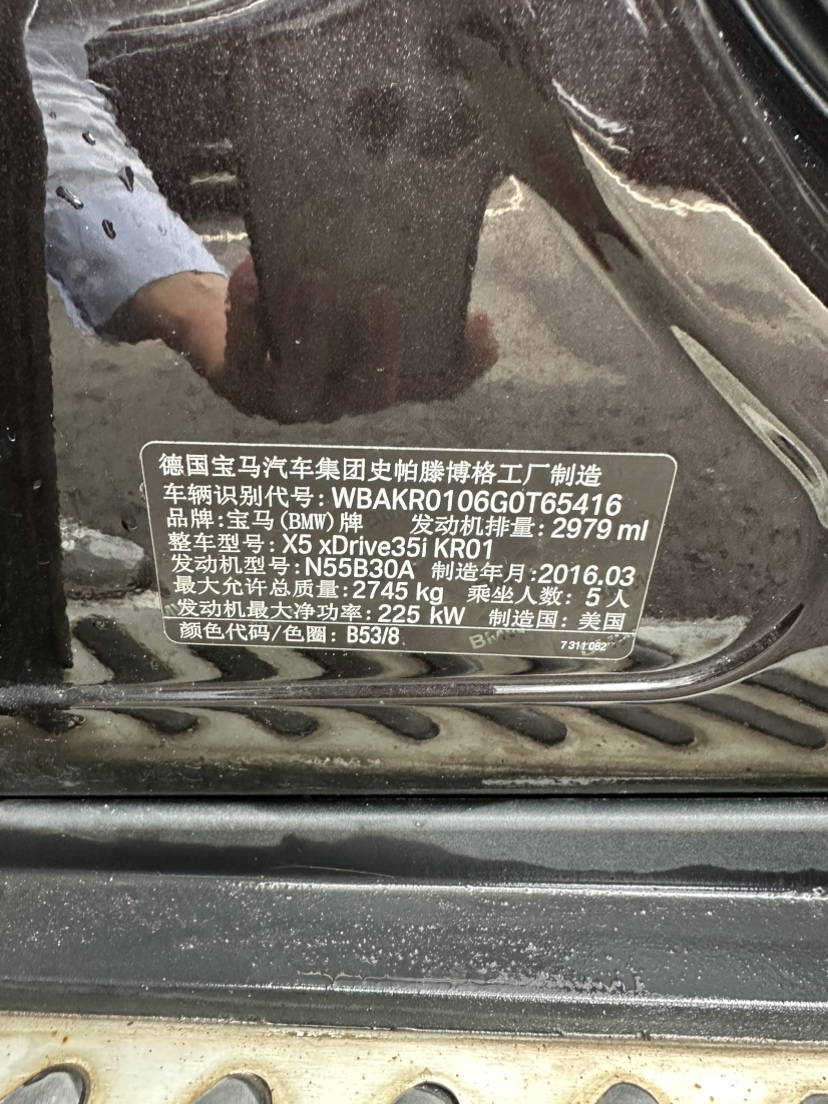 德国宝马汽车集团史帕滕博格工厂制造
车辆识别代号: WBAKR0106G0T65416
品牌:宝马(BMW)牌 发动机排量: 2979 ml
整车型号: X5 xDrive35i KR01
发动机型号: N55B30A 制造年月:2016.03
最大允许总质量: 2745 kg 乘坐人数: 5 人
发动机最大净功率: 225 kW 制造国: 美国
颜色代码/色圈: B53/8
7 311 082